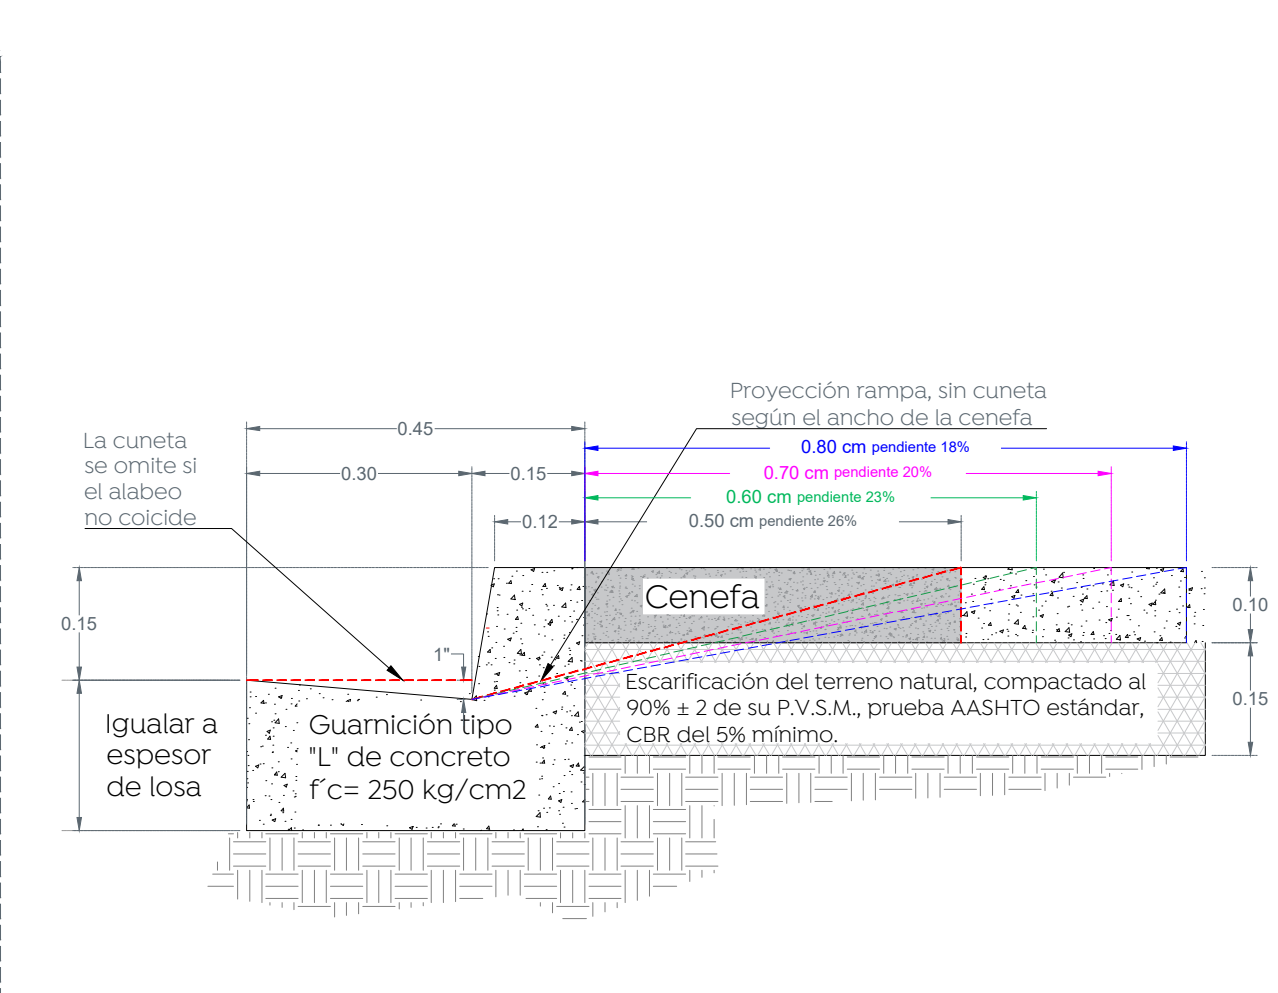 Proyección rampa, sin cuneta
según el ancho de la cenefa
La cuneta
se omite si
el alabeo
no coicide
0.45
0.80 cm pendiente 18%
0.30
0.15
0.70 cm pendiente 20%
0.60 cm pendiente 23%
0.12
0.50 cm pendiente 26%
Cenefa
0.10
0.15
1"
Escarificación del terreno natural, compactado al
90% ± 2 de su P.V.S.M., prueba AASHTO estándar,
CBR del 5% mínimo.
0.15
Igualar a
espesor
de losa
Guarnición tipo
"L" de concreto
f´c= 250 kg/cm2